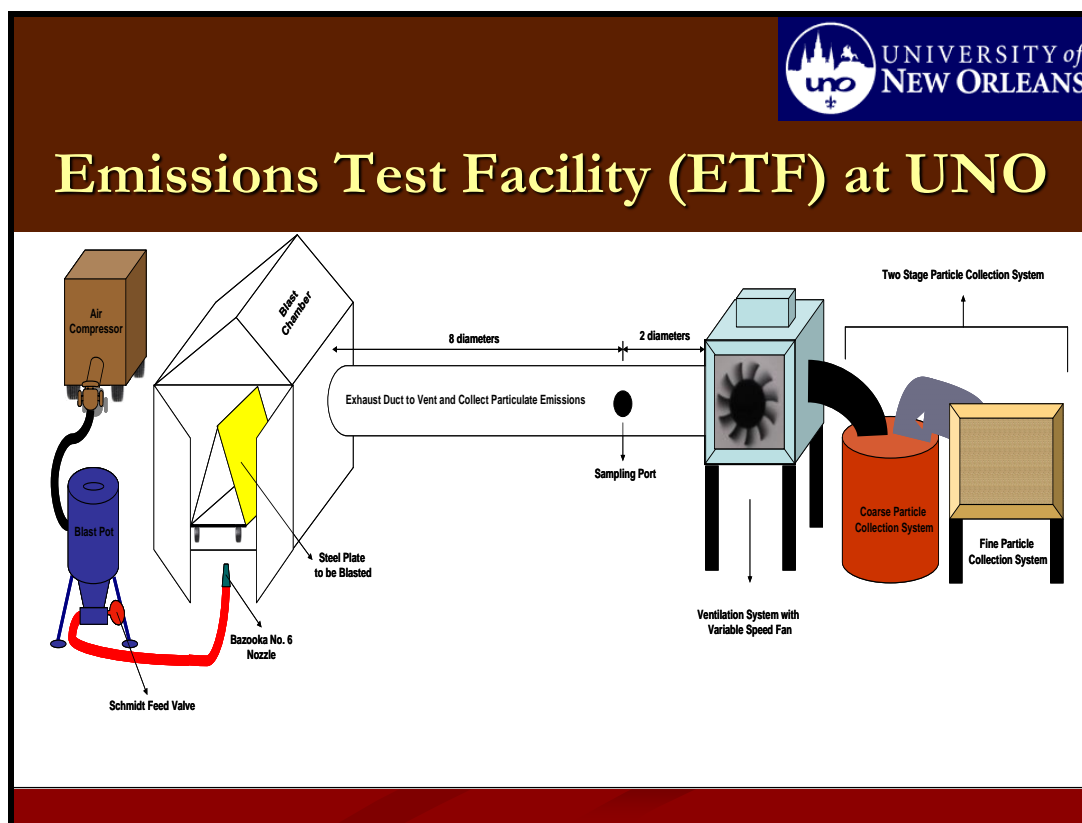 UNIVERSITY of
NEW ORLEANS
uno
Emissions Test Facility (ETF) at UNO
Two Stage Particle Collection System
Air
Compressor
Blast
Chamber
8 diameters
2 diameters
Exhaust Duct to Vent and Collect Particulate Emissions
Sampling Port
Blast Pot
Coarse Particle
Collection System
Fine Particle
Collection System
Steel Plate
to be Blasted
Ventilation System with
Variable Speed Fan
Bazooka No. 6
Nozzle
Schmidt Feed Valve